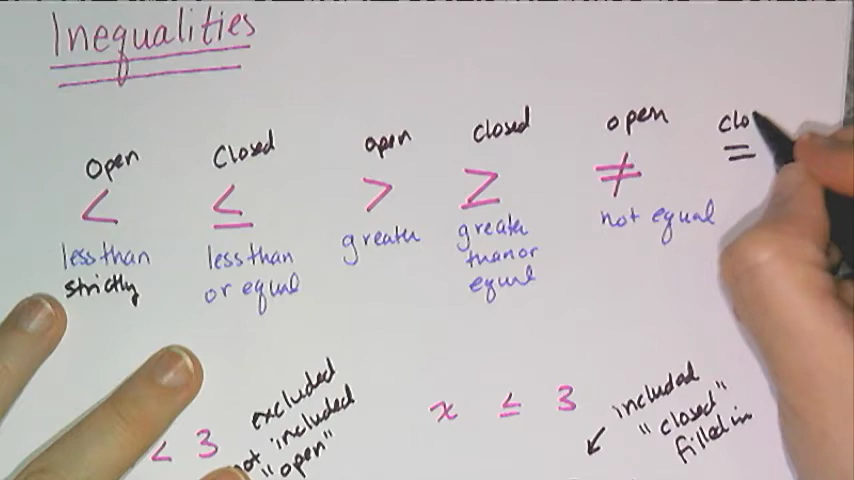 Inequalities
open closed open closed open clo
< ≤ > ≥ ≠ =
less than strictly
less than or equal
greater
greater than or equal
not equal
< 3
excluded
not included
"open"
x ≤ 3
included
"closed"
filled in